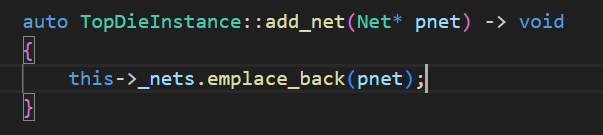 auto TopDieInstance::add_net(Net* pnet) -> void
{
    this->_nets.emplace_back(pnet);
}